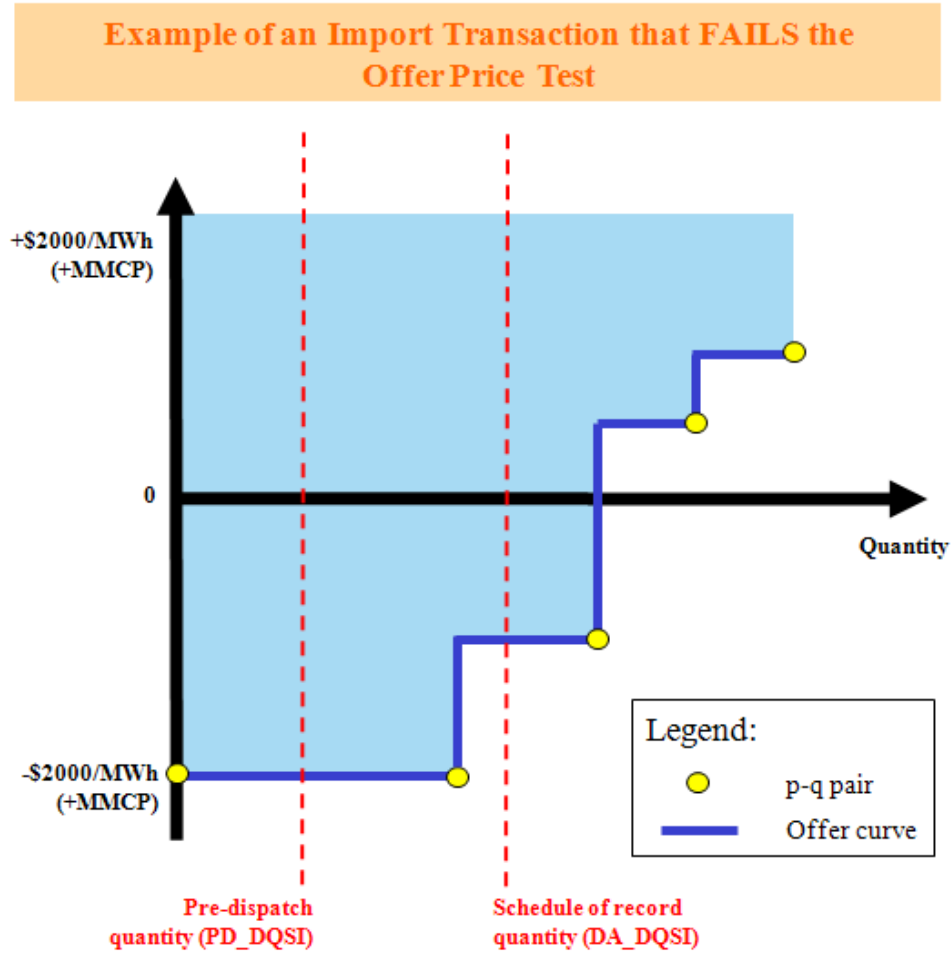 Example of an Import Transaction that FAILS the
Offer Price Test
+$2000/MWh
(+MMCP)
0
Quantity
Legend:
p-q pair
Offer curve
-$2000/MWh
(+MMCP)
Pre-dispatch
quantity (PD_DQSI)
Schedule of record
quantity (DA_DQSI)